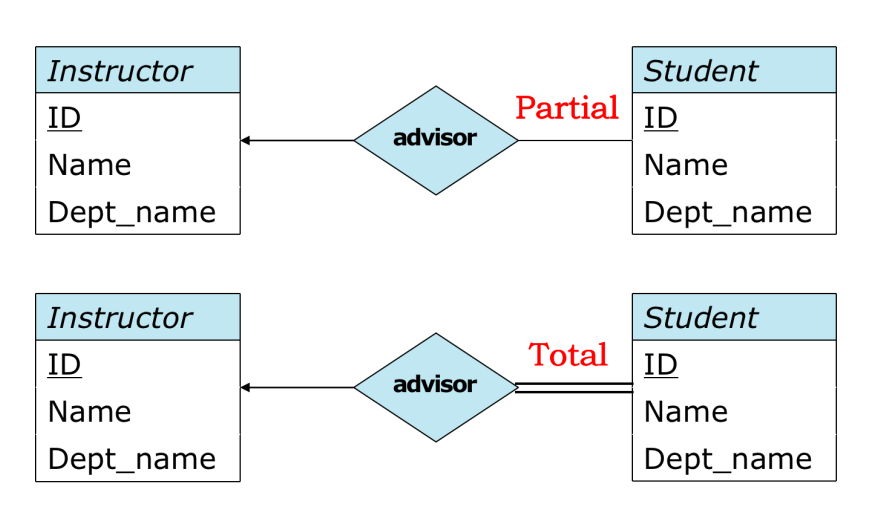 Instructor
ID
Name
Dept_name
advisor
Partial
Student
ID
Name
Dept_name
Instructor
ID
Name
Dept_name
advisor
Total
Student
ID
Name
Dept_name